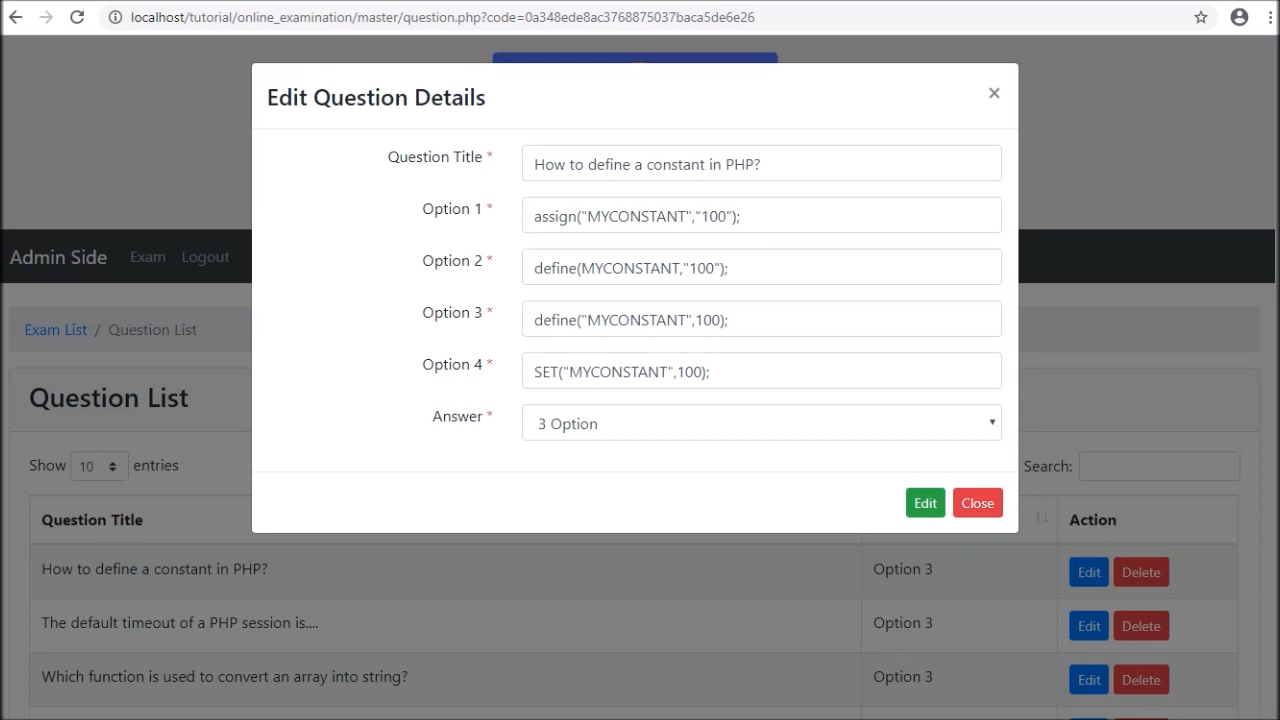 localhost/tutorial/online_examination/master/question.php?code=0a348ede8ac3768875037baca5de6e26
Edit Question Details ×
Question Title * How to define a constant in PHP?
Option 1 * assign("MYCONSTANT","100");
Option 2 * define(MYCONSTANT,"100");
Option 3 * define("MYCONSTANT",100);
Option 4 * SET("MYCONSTANT",100);
Answer * 3 Option
Edit Close
Admin Side Exam Logout
Exam List / Question List
Question List
Show 10 entries Search:
Question Title Action
How to define a constant in PHP? Option 3 Edit Delete
The default timeout of a PHP session is.... Option 3 Edit Delete
Which function is used to convert an array into string? Option 3 Edit Delete